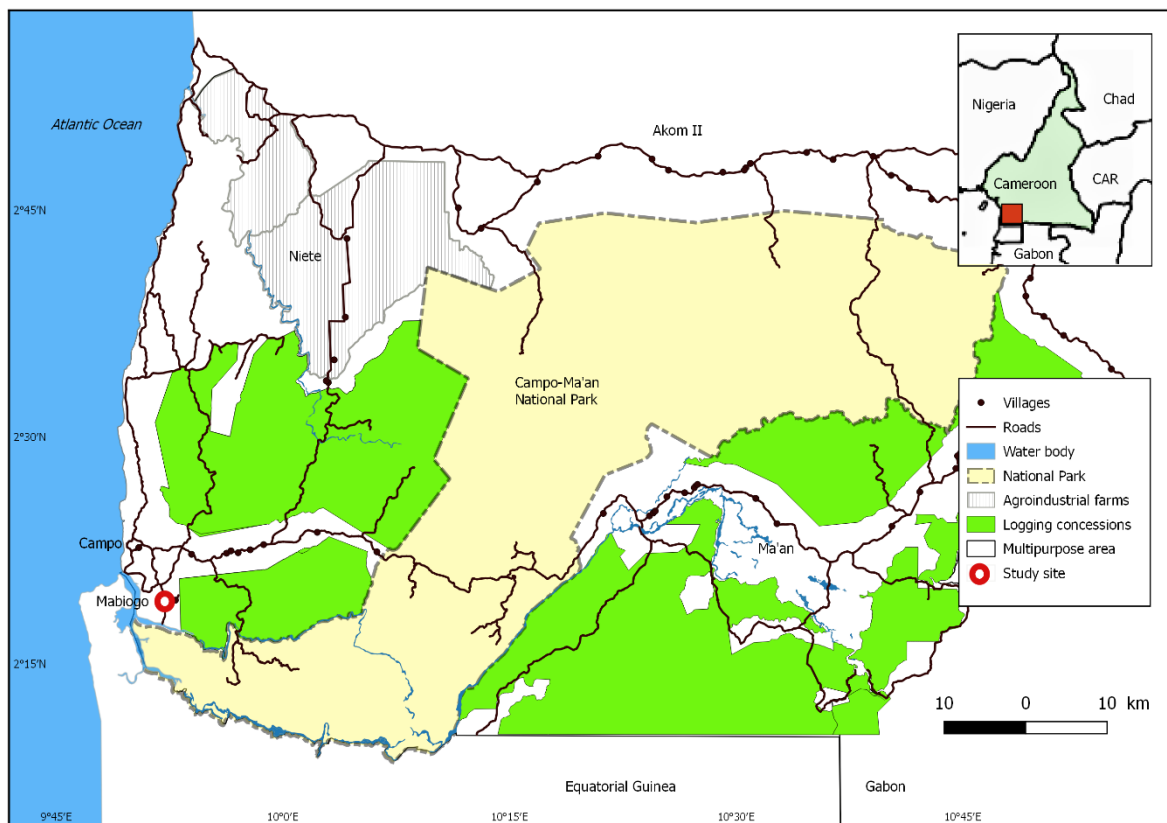 Atlantic Ocean
Akom II
Nigeria
Chad
Cameroon
CAR
Gabon
2°45'N
Niete
Campo-Ma'an
National Park
2°30'N
Campo
Ma'an
Mabiogo
2°15'N
Villages
Roads
Water body
National Park
Agroindustrial farms
Logging concessions
Multipurpose area
Study site
10 0 10 km
Equatorial Guinea
Gabon
9°45'E
10°0'E
10°15'E
10°30'E
10°45'E